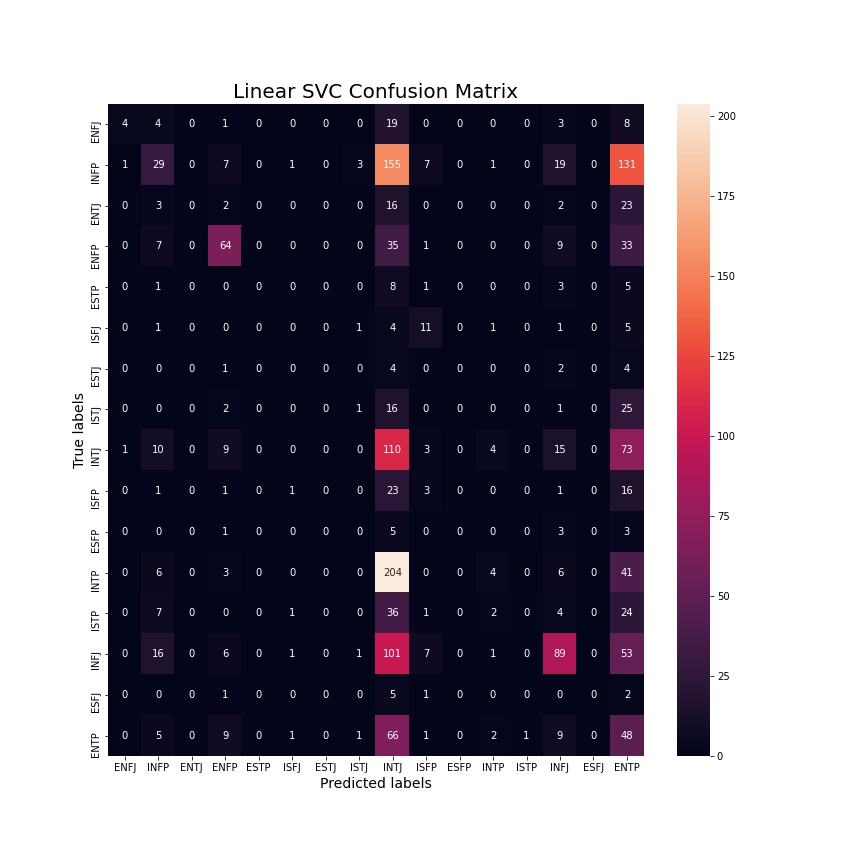 Linear SVC Confusion Matrix
True labels
ENFJ 4 4 0 1 0 0 0 0 19 0 0 0 0 3 0 8
INFP 1 29 0 7 0 1 0 3 155 7 0 1 0 19 0 131
ENTJ 0 3 0 2 0 0 0 0 16 0 0 0 0 2 0 23
ENFP 0 7 0 64 0 0 0 0 35 1 0 0 0 9 0 33
ESTP 0 1 0 0 0 0 0 0 8 1 0 0 0 3 0 5
ISFJ 0 1 0 0 0 0 0 1 4 11 0 1 0 1 0 5
ESTJ 0 0 0 1 0 0 0 0 4 0 0 0 0 2 0 4
ISTJ 0 0 0 2 0 0 0 1 16 0 0 0 0 1 0 25
INTJ 1 10 0 9 0 0 0 0 110 3 0 4 0 15 0 73
ISFP 0 1 0 1 0 1 0 0 23 3 0 0 0 1 0 16
ESFP 0 0 0 1 0 0 0 0 5 0 0 0 0 3 0 3
INTP 0 6 0 3 0 0 0 0 204 0 0 4 0 6 0 41
ISTP 0 7 0 0 0 1 0 0 36 1 0 2 0 4 0 24
INFJ 0 16 0 6 0 1 0 1 101 7 0 1 0 89 0 53
ESFJ 0 0 0 1 0 0 0 0 5 1 0 0 0 0 0 2
ENTP 0 5 0 9 0 1 0 1 66 1 0 2 1 9 0 48
ENFJ INFP ENTJ ENFP ESTP ISFJ ESTJ ISTJ INTJ ISFP ESFP INTP ISTP INFJ ESFJ ENTP
Predicted labels
200
175
150
125
100
75
50
25
0